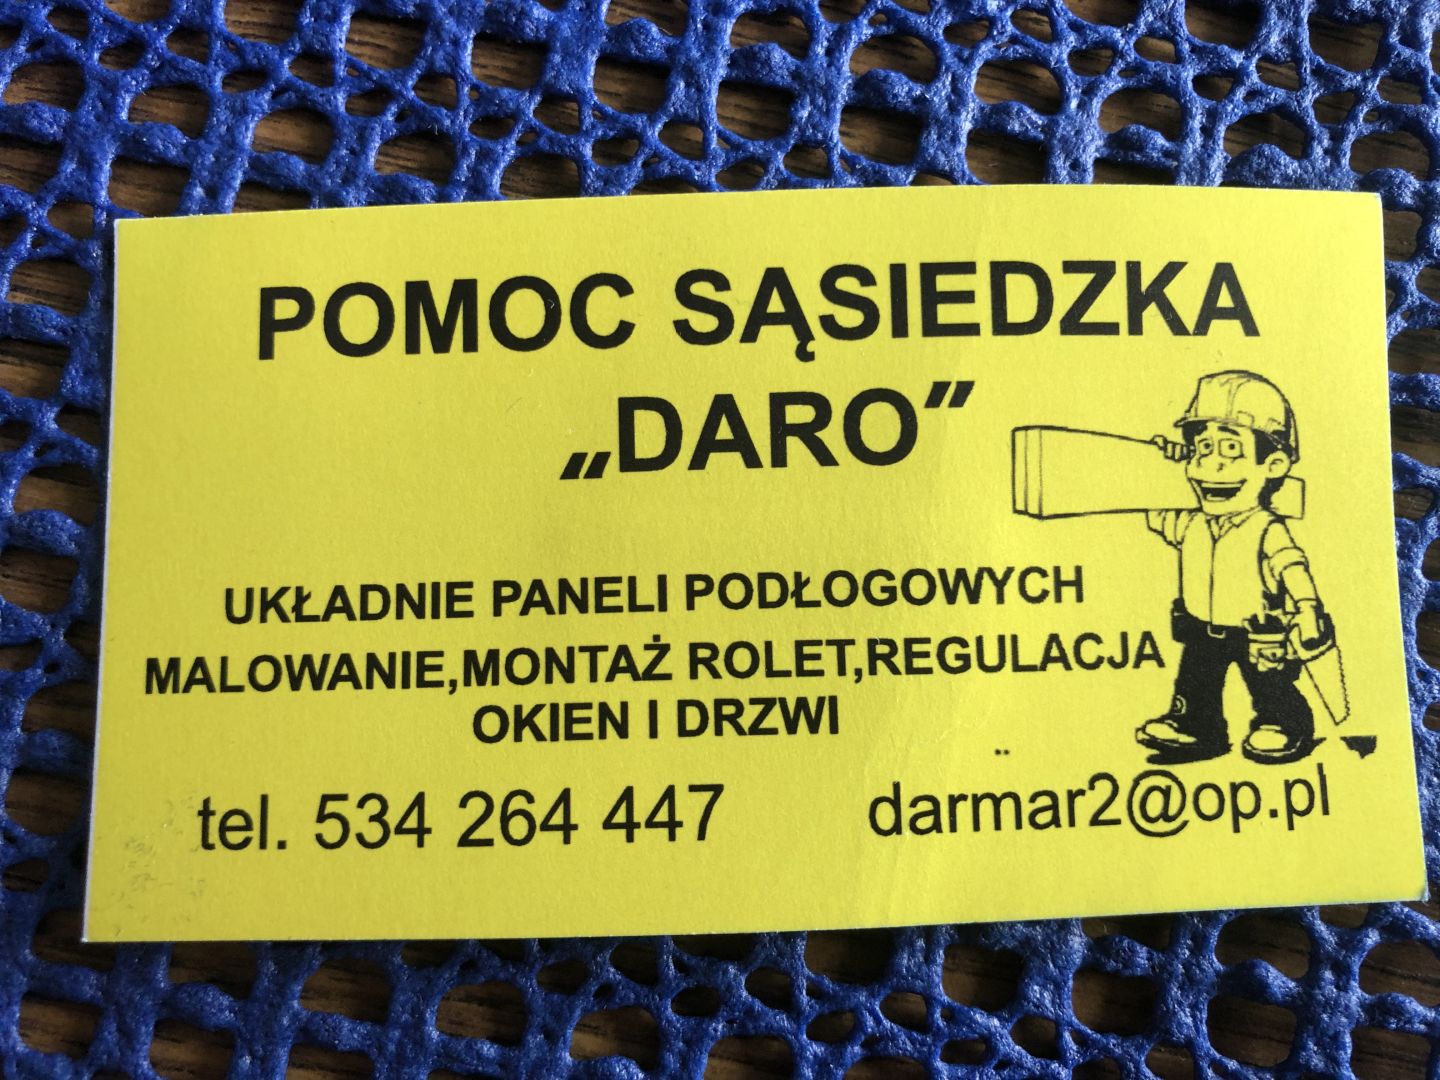 POMOC SĄSIEDZKA
„DARO”
UKŁADNIE PANELI PODŁOGOWYCH
MALOWANIE,MONTAŻ ROLET,REGULACJA
OKIEN I DRZWI
tel. 534 264 447
darmar2@op.pl